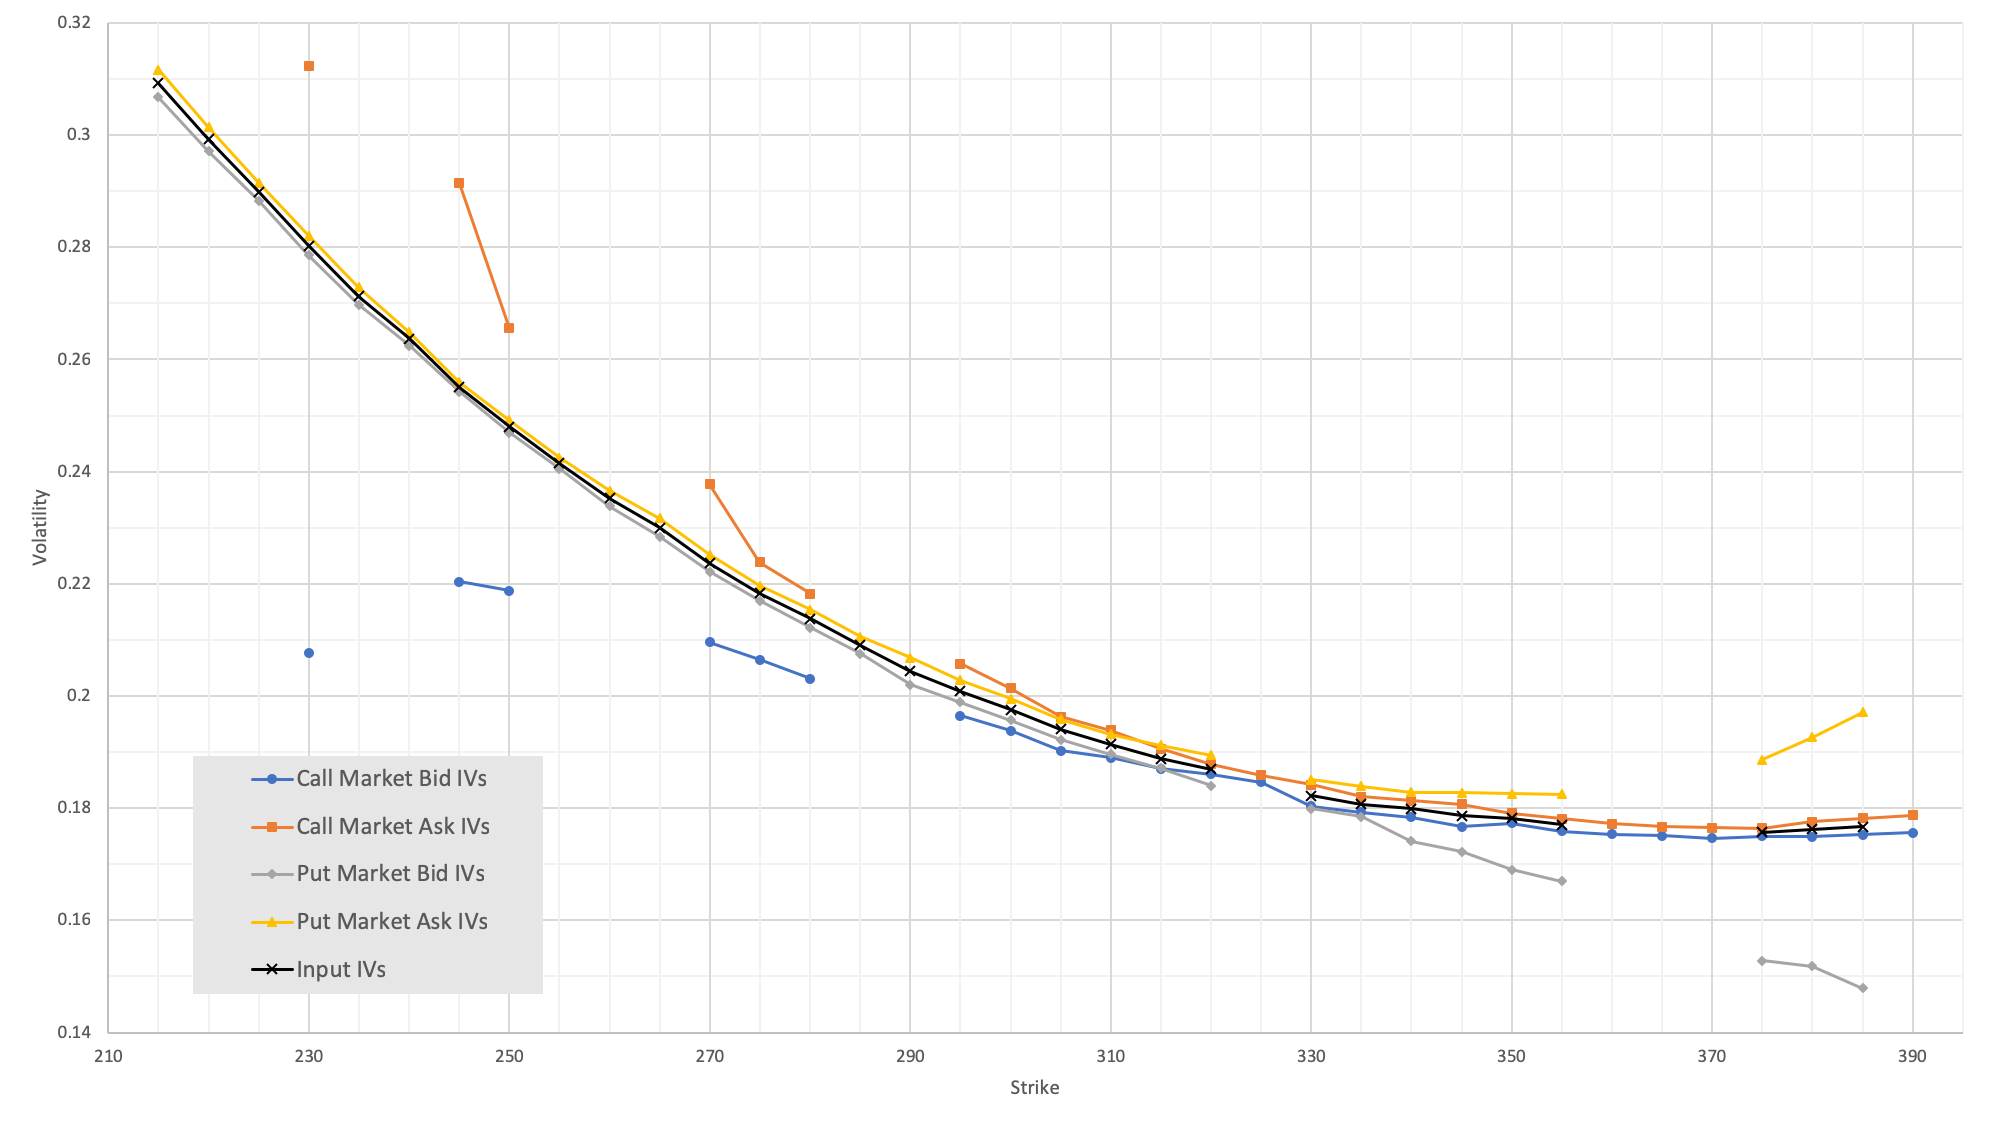 0.32
0.3
0.28
0.26
0.24
0.22
0.2
0.18
0.16
0.14
Volatility
Call Market Bid IVs
Call Market Ask IVs
Put Market Bid IVs
Put Market Ask IVs
Input IVs
210 230 250 270 290 310 330 350 370 390
Strike